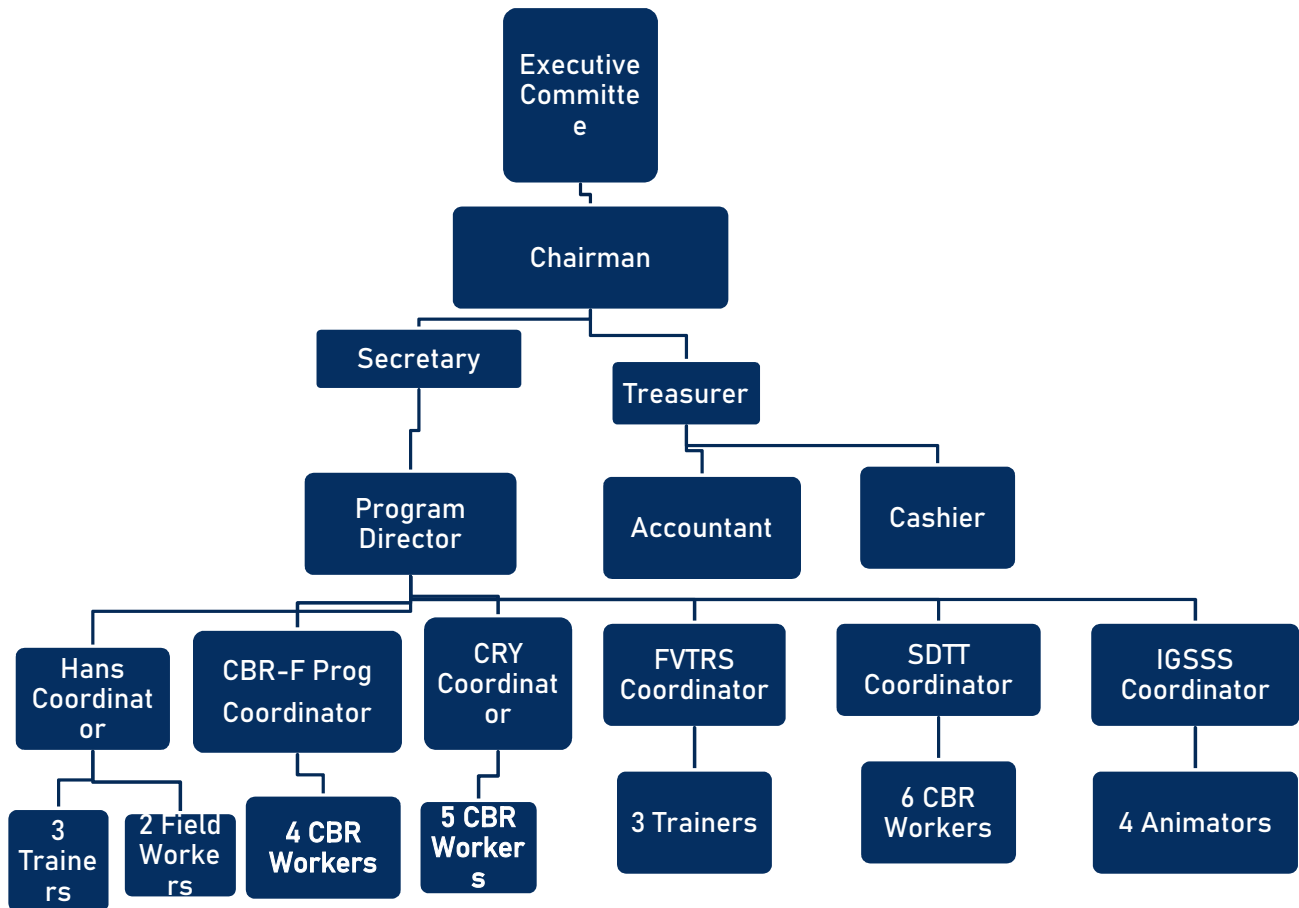 Executive
Committe
e
Chairman
Secretary
Treasurer
Program
Director
Accountant
Cashier
Hans
Coordinat
or
CBR-F Prog
Coordinator
CRY
Coordinat
or
FVTRS
Coordinator
SDTT
Coordinator
IGSSS
Coordinator
3
Traine
rs
2 Field
Worke
rs
4 CBR
Workers
5 CBR
Worker
s
3 Trainers
6 CBR
Workers
4 Animators